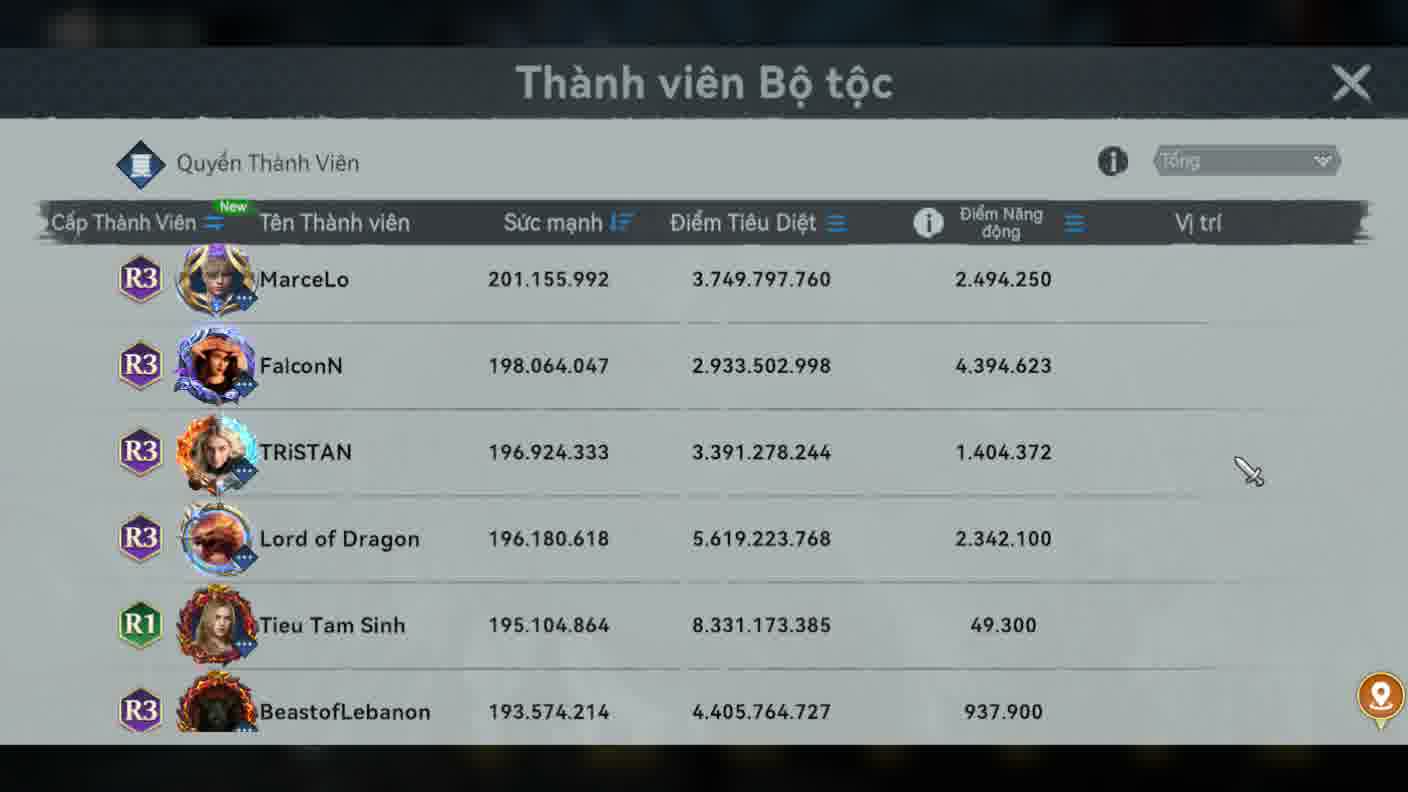 Thành viên Bộ tộc
Quyển Thành Viên
Tổng
New
Cấp Thành Viên Tên Thành viên Sức mạnh Điểm Tiêu Diệt Điểm Năng động Vị trí
R3 MarceLo 201.155.992 3.749.797.760 2.494.250
R3 FalconN 198.064.047 2.933.502.998 4.394.623
R3 TRiSTAN 196.924.333 3.391.278.244 1.404.372
R3 Lord of Dragon 196.180.618 5.619.223.768 2.342.100
R1 Tieu Tam Sinh 195.104.864 8.331.173.385 49.300
R3 BeastofLebanon 193.574.214 4.405.764.727 937.900